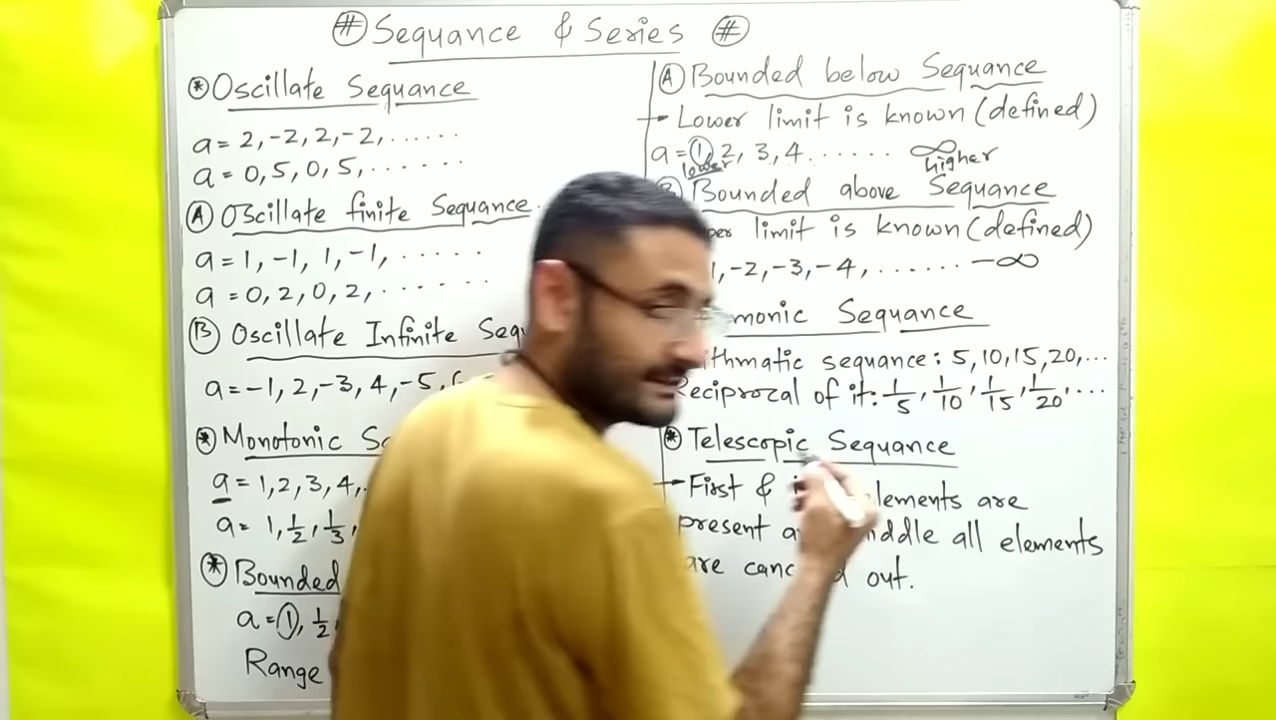 # Sequance & Series #
* Oscillate Sequance
a = 2, -2, 2, -2, ......
a = 0, 5, 0, 5, ......
A Oscillate finite Sequance
a = 1, -1, 1, -1, ......
a = 0, 2, 0, 2, ......
B Oscillate Infinite
a = -1, 2, -3, 4, -5,
* Monotonic
a = 1, 2, 3, 4,
a = 1, 1/2, 1/3,
* Bounded
a = 1, 1/2,
Range
A Bounded below Sequance
→ Lower limit is known (defined)
a = 1, 2, 3, 4 ...... ∞
lower higher
Bounded above Sequance
limit is known (defined)
1, -2, -3, -4, ...... -∞
Sequance
sequance: 5, 10, 15, 20, ...
Reciprocal of it: 1/5, 1/10, 1/15, 1/20, ...
* Telescopic Sequance
→ First & elements are
present all elements
are out.